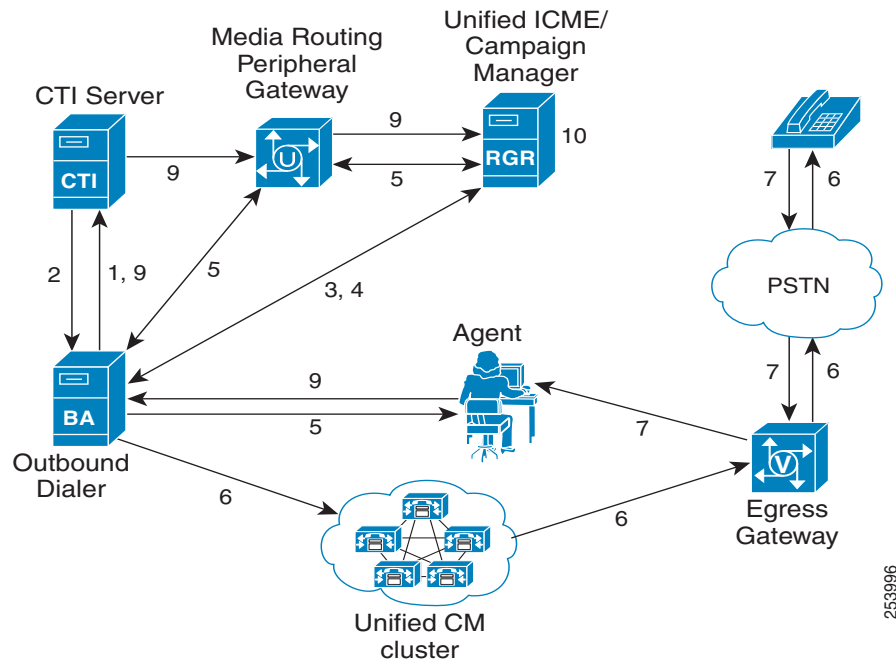 Unified ICME/
Campaign
Manager
Media Routing
Peripheral
Gateway
CTI Server
9
10
U
RGR
CTI
9
5
7
6
2
1, 9
5
3, 4
PSTN
Agent
9
7
6
BA
5
7
V
Outbound
Dialer
6
6
Egress
Gateway
Unified CM
cluster
253996